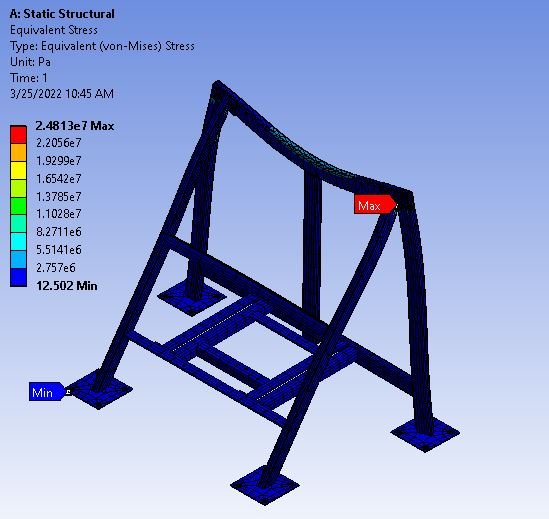 A: Static Structural
Equivalent Stress
Type: Equivalent (von-Mises) Stress
Unit: Pa
Time: 1
3/25/2022 10:45 AM
2.4813e7 Max
2.2056e7
1.9299e7
1.6542e7
1.3785e7
1.1028e7
8.2711e6
5.5141e6
2.757e6
12.502 Min
Max
Min